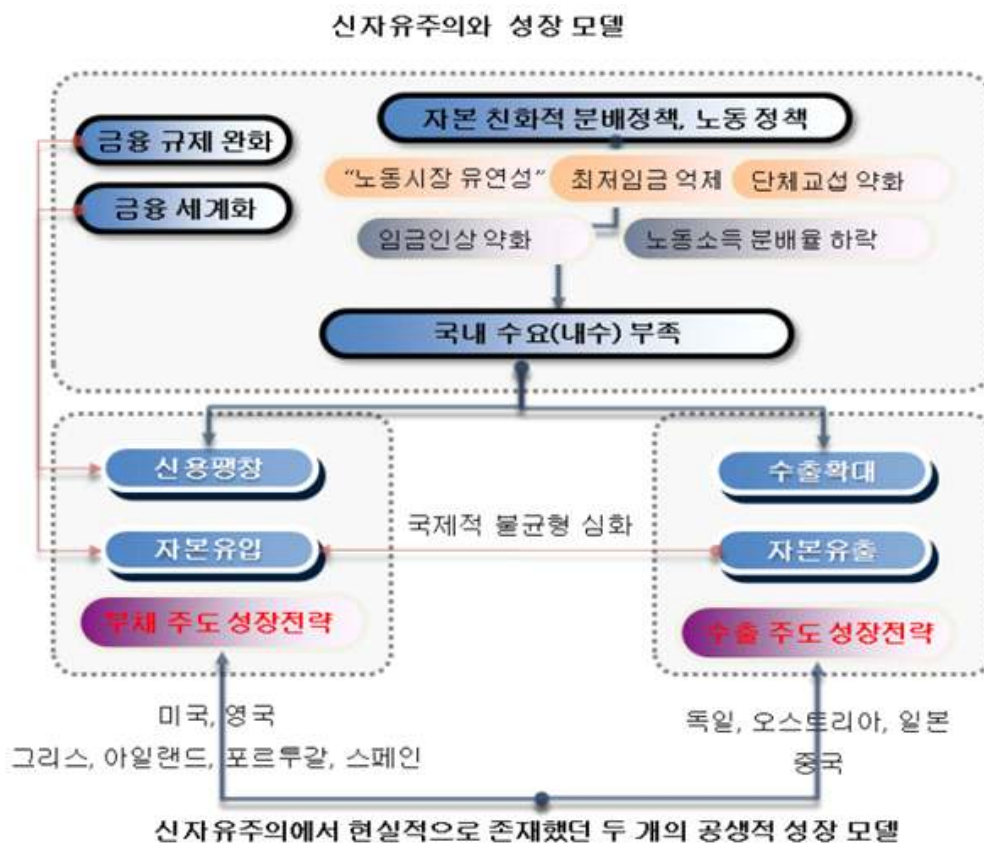 신자유주의와 성장 모델
자본 친화적 분배정책, 노동 정책
금융 규제 완화
"노동시장 유연성" 최저임금 억제 단체교섭 약화
금융 세계화
임금인상 약화 노동소득 분배율 하락
국내 수요(내수) 부족
신용팽창 수출확대
국제적 불균형 심화
자본유입 자본유출
부채 주도 성장전략 수출 주도 성장전략
미국, 영국 독일, 오스트리아, 일본
그리스, 아일랜드, 포르투갈, 스페인 중국
신자유주의에서 현실적으로 존재했던 두 개의 공생적 성장 모델